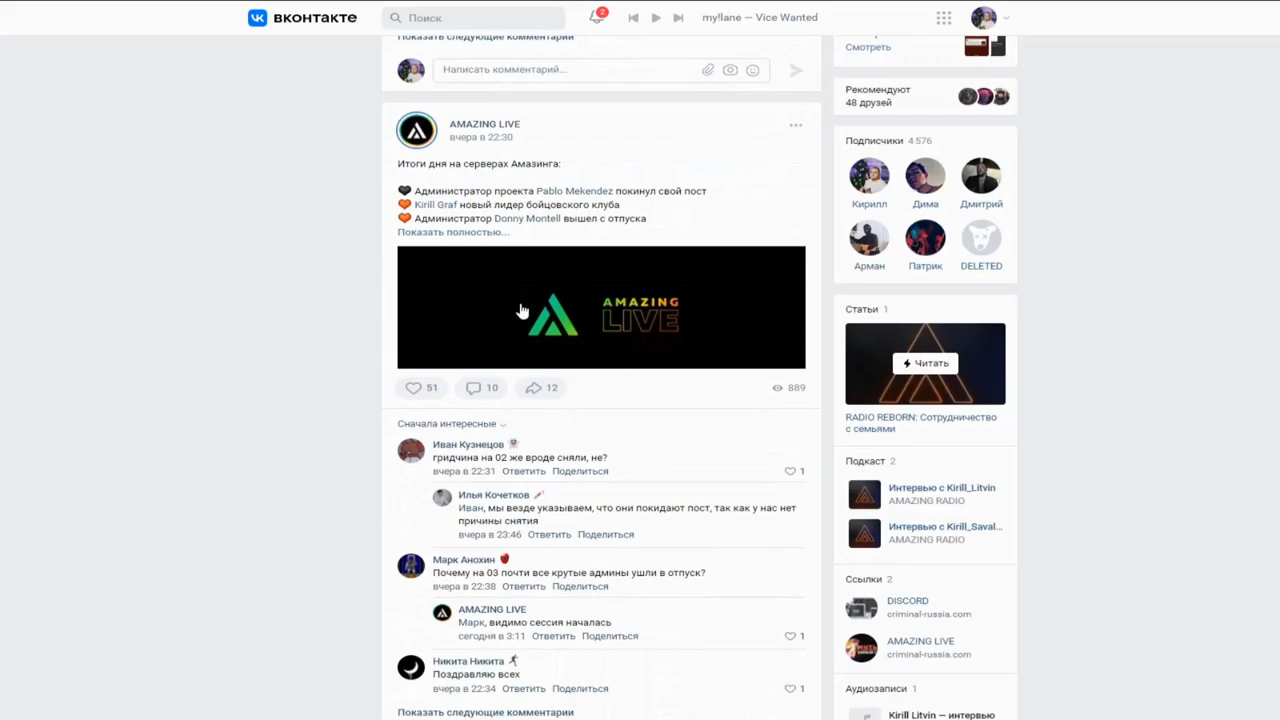 вконтакте
Поиск
2
my!lane — Vice Wanted
Показать следующие комментарии
Написать комментарий...
AMAZING LIVE
вчера в 22:30
Итоги дня на серверах Амазинга:
Администратор проекта Pablo Mekendez покинул свой пост
Kirill Graf новый лидер бойцовского клуба
Администратор Donny Montell вышел с отпуска
Показать полностью...
AMAZING
LIVE
51
10
12
889
Сначала интересные
Иван Кузнецов
гридчина на 02 же вроде сняли, не?
вчера в 22:31 Ответить Поделиться
1
Илья Кочетков
Иван, мы везде указываем, что они покидают пост, так как у нас нет
причины снятия
вчера в 23:46 Ответить Поделиться
Марк Анохин
Почему на 03 почти все крутые админы ушли в отпуск?
вчера в 22:38 Ответить Поделиться
AMAZING LIVE
Марк, видимо сессия началась
сегодня в 3:11 Ответить Поделиться
1
Никита Никита
Поздравляю всех
вчера в 22:34 Ответить Поделиться
1
Показать следующие комментарии
Смотреть
Рекомендуют
48 друзей
Подписчики 4 576
Кирилл
Дима
Дмитрий
Арман
Патрик
DELETED
Статьи 1
Читать
RADIO REBORN: Сотрудничество
с семьями
Подкаст 2
Интервью с Kirill_Litvin
AMAZING RADIO
Интервью с Kirill_Saval...
AMAZING RADIO
Ссылки 2
DISCORD
criminal-russia.com
AMAZING LIVE
criminal-russia.com
Аудиозаписи 1
Kirill Litvin — интервью